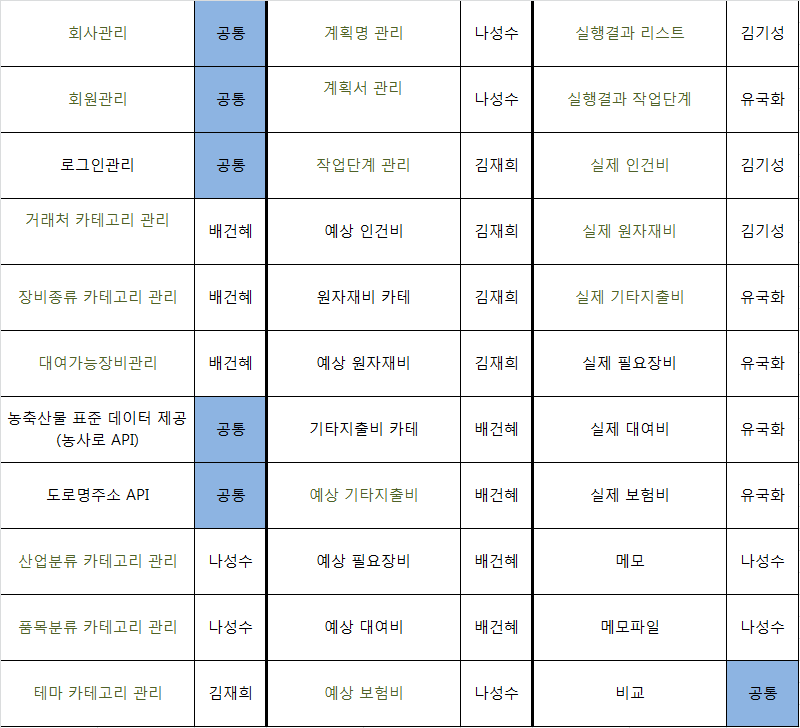 회사관리 공통 계획명 관리 나성수 실행결과 리스트 김기성
회원관리 공통 계획서 관리 나성수 실행결과 작업단계 유국화
로그인관리 공통 작업단계 관리 김재희 실제 인건비 김기성
거래처 카테고리 관리 배건혜 예상 인건비 김재희 실제 원자재비 김기성
장비종류 카테고리 관리 배건혜 원자재비 카테 김재희 실제 기타지출비 유국화
대여가능장비관리 배건혜 예상 원자재비 김재희 실제 필요장비 유국화
농축산물 표준 데이터 제공
(농사로 API) 공통 기타지출비 카테 배건혜 실제 대여비 유국화
도로명주소 API 공통 예상 기타지출비 배건혜 실제 보험비 유국화
산업분류 카테고리 관리 나성수 예상 필요장비 배건혜 메모 나성수
품목분류 카테고리 관리 나성수 예상 대여비 배건혜 메모파일 나성수
테마 카테고리 관리 김재희 예상 보험비 나성수 비교 공통